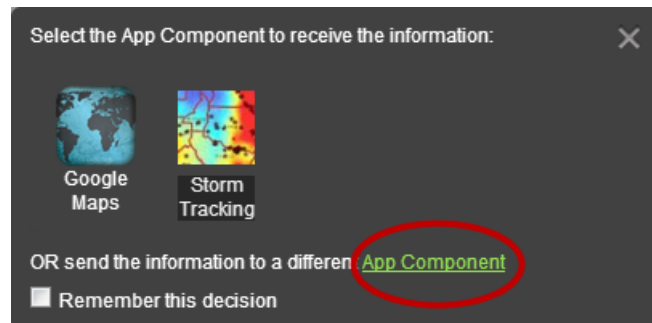 Select the App Component to receive the information:
Google
Maps
Storm
Tracking
OR send the information to a different App Component
Remember this decision